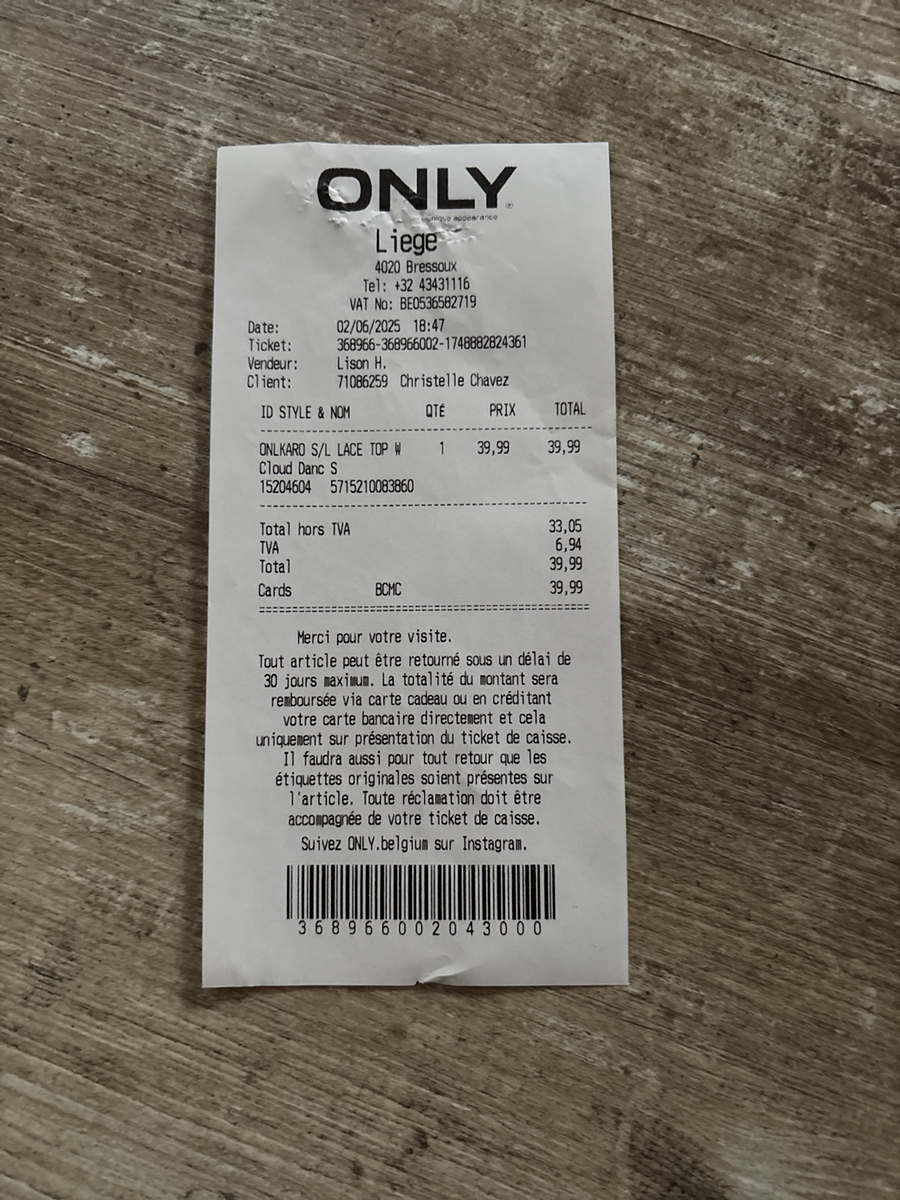 ONLY
unique appearance
Liege
4020 Bressoux
Tel: +32 43431116
VAT No: BE0536582719
Date: 02/06/2025 18:47
Ticket: 368966-368966002-1748882824361
Vendeur: Lison H.
Client: 71086259 Christelle Chavez
ID STYLE & NOM QTÉ PRIX TOTAL
ONLKARO S/L LACE TOP W 1 39,99 39,99
Cloud Danc S
15204604 5715210083860
Total hors TVA 33,05
TVA 6,94
Total 39,99
Cards BCMC 39,99
Merci pour votre visite.
Tout article peut être retourné sous un délai de
30 jours maximum. La totalité du montant sera
remboursée via carte cadeau ou en créditant
votre carte bancaire directement et cela
uniquement sur présentation du ticket de caisse.
Il faudra aussi pour tout retour que les
étiquettes originales soient présentes sur
l'article. Toute réclamation doit être
accompagnée de votre ticket de caisse.
Suivez ONLY.belgium sur Instagram.
368966002043000